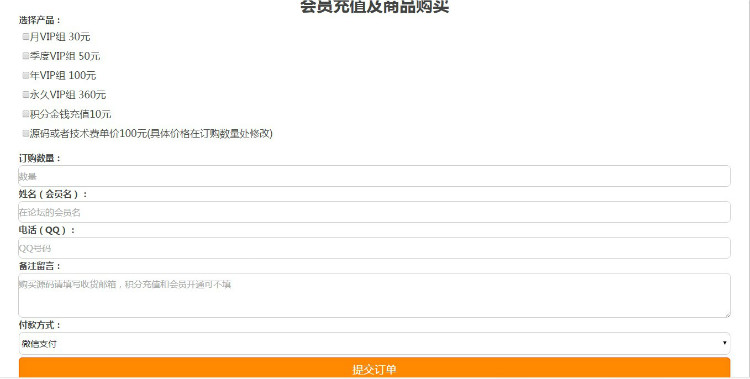 会员充值及商品购买
选择产品：
月VIP组 30元
季度VIP组 50元
年VIP组 100元
永久VIP组 360元
积分金钱充值10元
源码或者技术费单价100元(具体价格在订购数量处修改)
订购数量：
数量
姓名（会员名）：
在论坛的会员名
电话（QQ）：
QQ号码
备注留言：
购买源码请填写收货邮箱，积分充值和会员开通可不填
付款方式：
微信支付
提交订单